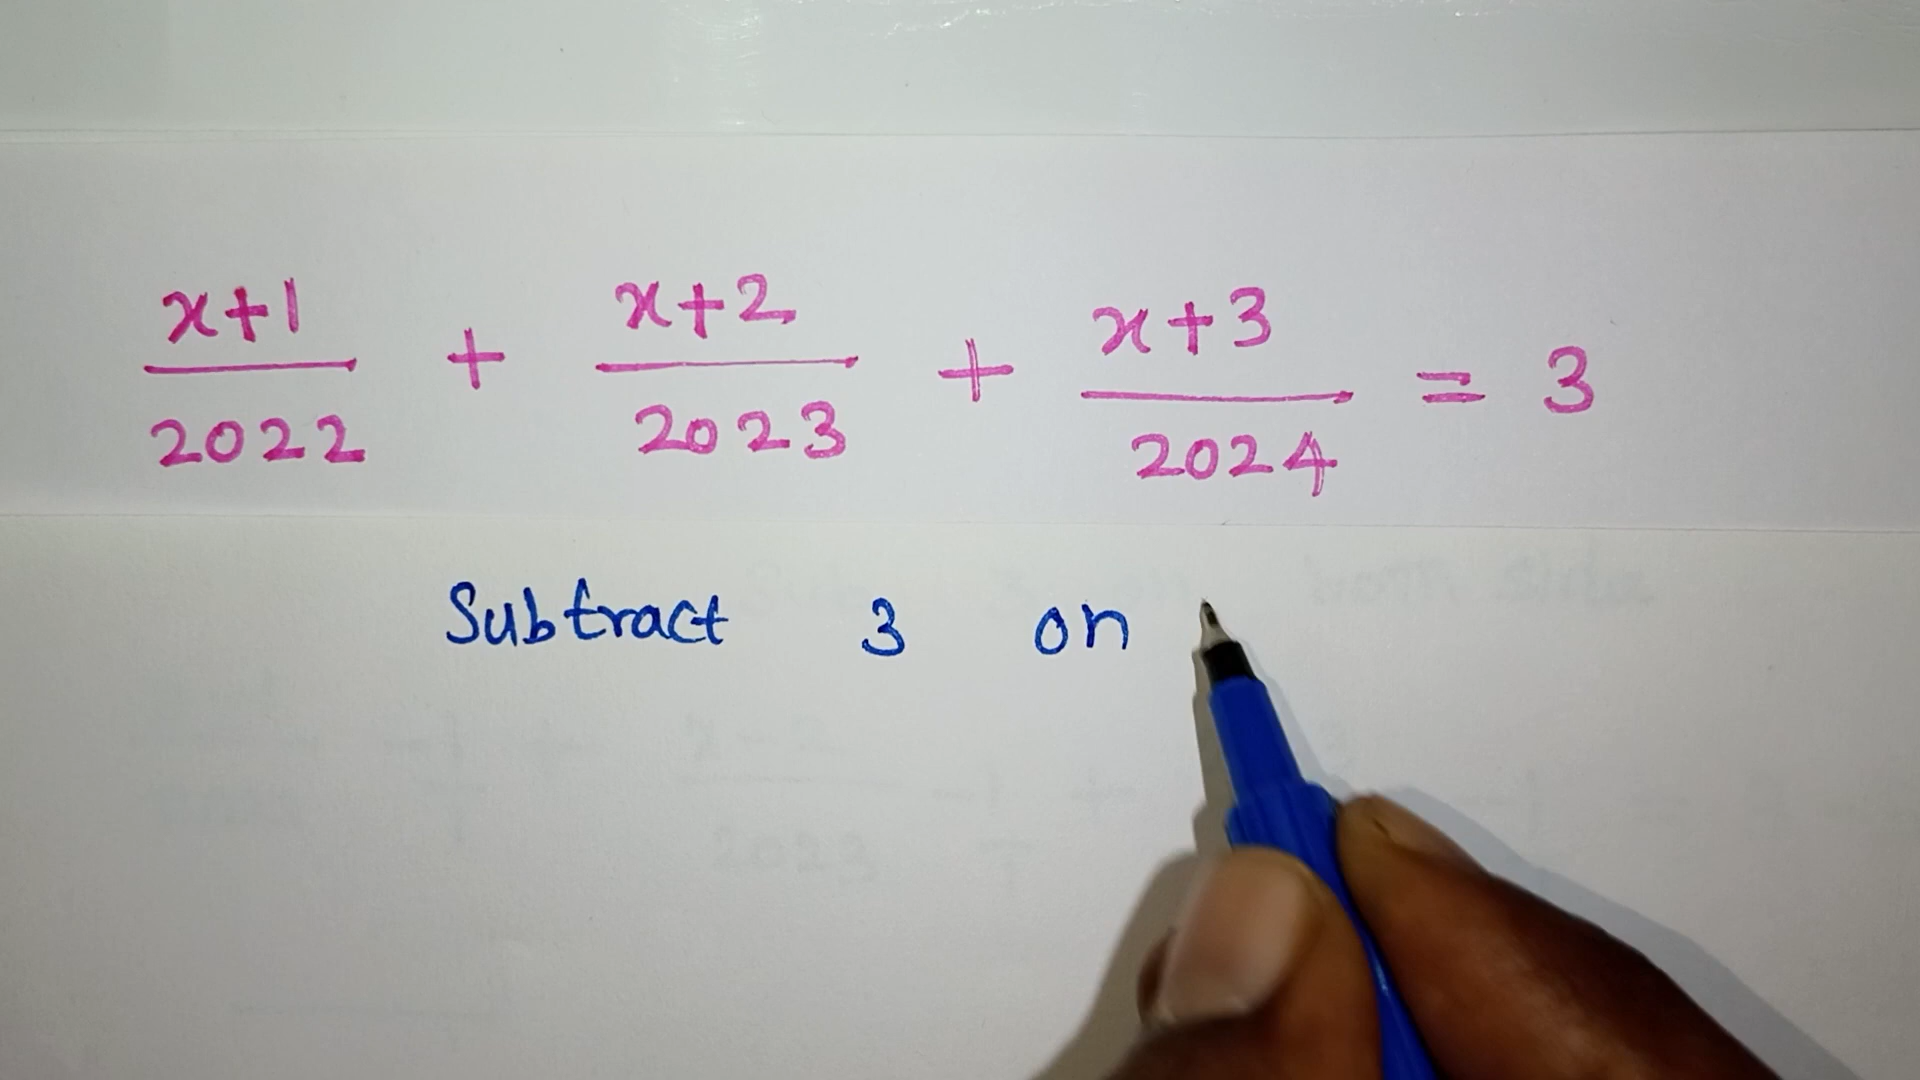 x+1/2022 + x+2/2023 + x+3/2024 = 3
Subtract 3 on